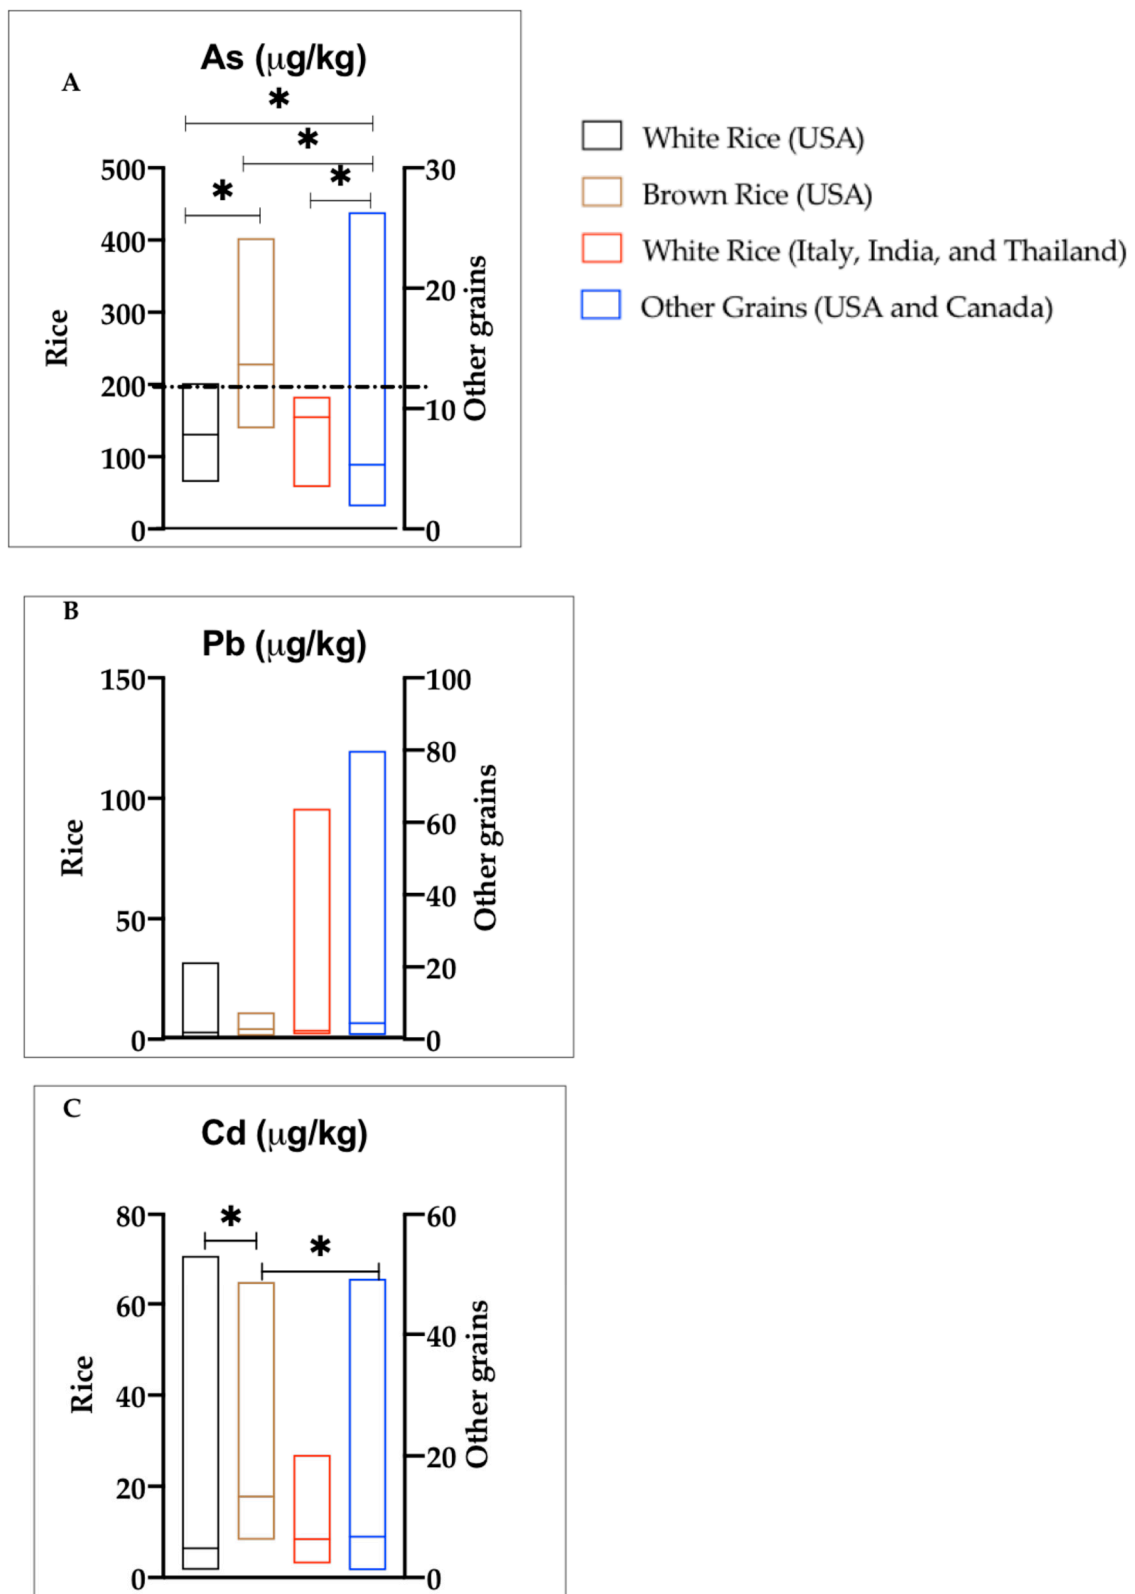 A
As (μg/kg)
*
*
*
*
500
400
300
200
100
0
Rice
30
20
10
0
Other grains
White Rice (USA)
Brown Rice (USA)
White Rice (Italy, India, and Thailand)
Other Grains (USA and Canada)
B
Pb (μg/kg)
150
100
50
0
Rice
100
80
60
40
20
0
Other grains
C
Cd (μg/kg)
*
*
80
60
40
20
0
Rice
60
40
20
0
Other grains